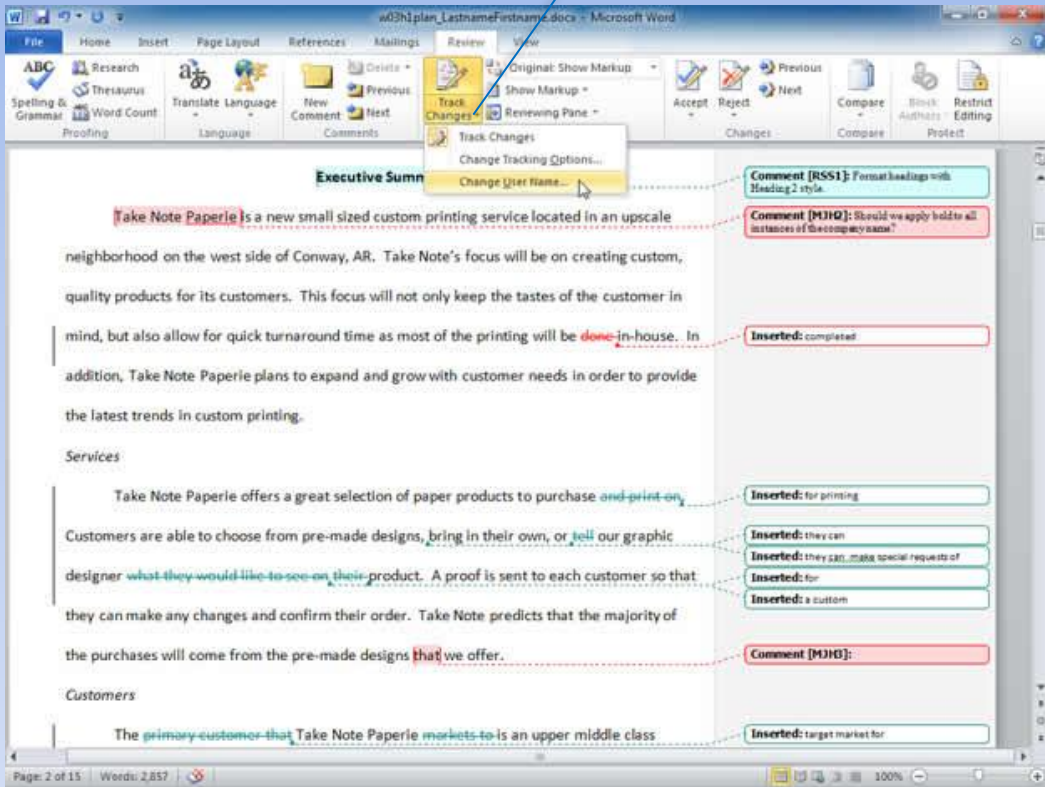 w03h1plan_LastnameFirstname.docx - Microsoft Word
File Home Insert Page Layout References Mailings Review View
ABC
Spelling & Grammar
Research
Thesaurus
Word Count
Proofing
Translate Language
Language
New Comment
Delete
Previous
Next
Comments
Track Changes
Original: Show Markup
Show Markup
Reviewing Pane
Accept Reject
Previous
Next
Changes
Compare
Compare
Block Authors
Restrict Editing
Protect
Track Changes
Change Tracking Options...
Change User Name...
Executive Summ
Comment [RSS1]: Format headings with
Heading 2 style.
Take Note Paperie is a new small sized custom printing service located in an upscale
Comment [MJH2]: Should we apply bold to all
instances of the company name?
neighborhood on the west side of Conway, AR. Take Note's focus will be on creating custom,
quality products for its customers. This focus will not only keep the tastes of the customer in
mind, but also allow for quick turnaround time as most of the printing will be done in-house. In
Inserted: completed
addition, Take Note Paperie plans to expand and grow with customer needs in order to provide
the latest trends in custom printing.
Services
Take Note Paperie offers a great selection of paper products to purchase and print on.
Inserted: for printing
Customers are able to choose from pre-made designs, bring in their own, or tell our graphic
Inserted: they can
Inserted: they can make special requests of
designer what they would like to see on their product. A proof is sent to each customer so that
Inserted: for
Inserted: a custom
they can make any changes and confirm their order. Take Note predicts that the majority of
the purchases will come from the pre-made designs that we offer.
Comment [MJH3]:
Customers
The primary customer that Take Note Paperie markets to is an upper middle class
Inserted: target market for
Page: 2 of 15 Words: 2,857
100%